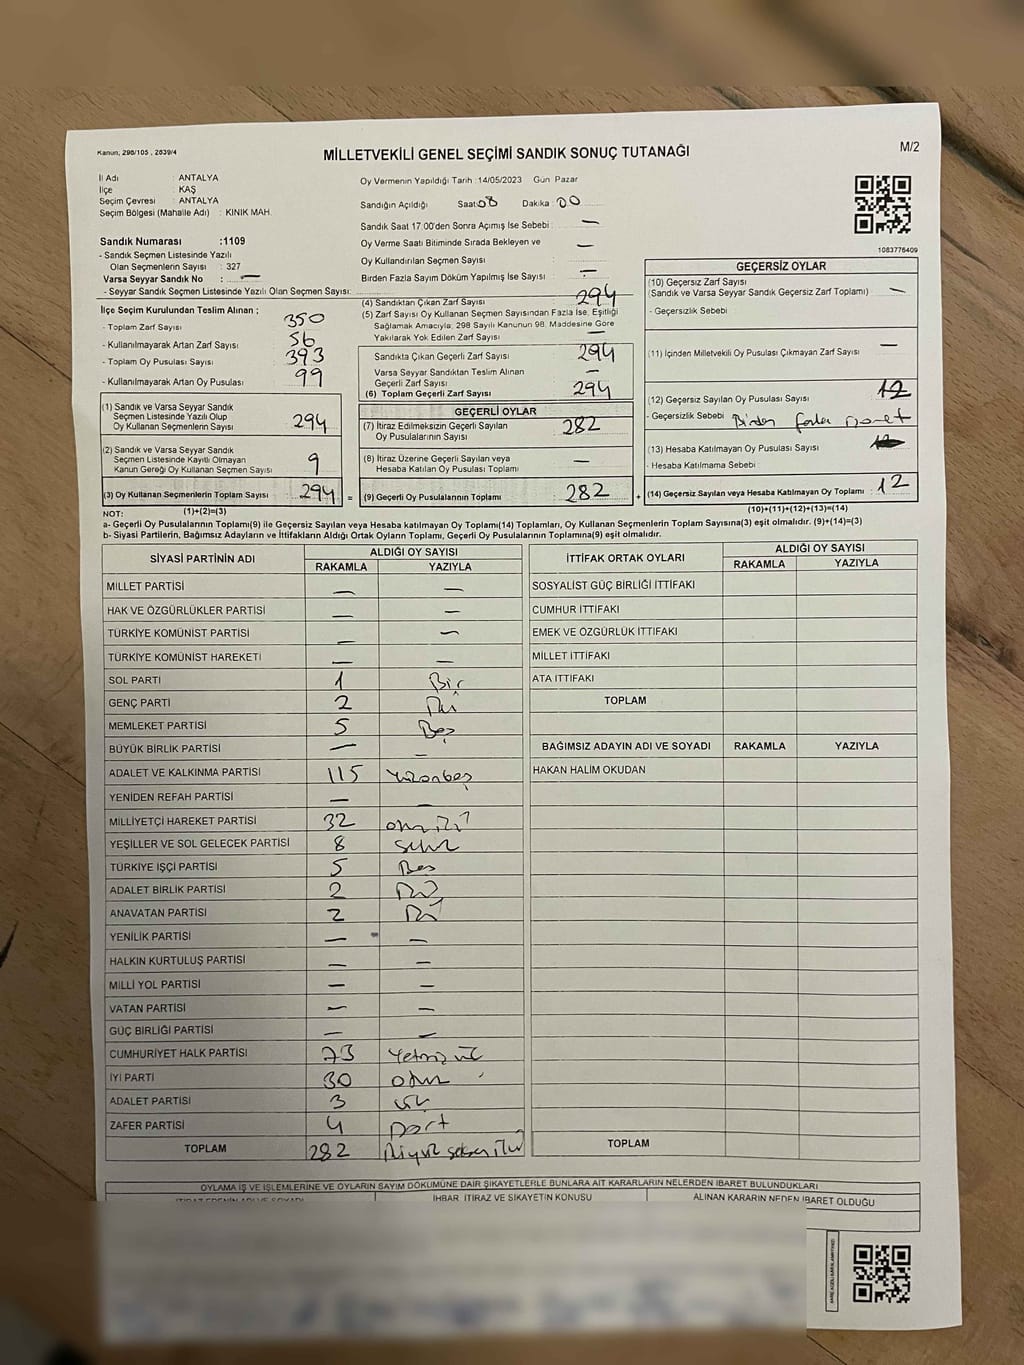 Kanun, 298/105 , 2839/4
MİLLETVEKİLİ GENEL SEÇİMİ SANDIK SONUÇ TUTANAĞI
M/2
İl Adı : ANTALYA
İlçe : KAŞ
Seçim Çevresi : ANTALYA
Seçim Bölgesi (Mahalle Adı) : KINIK MAH.
Oy Vermenin Yapıldığı Tarih : 14/05/2023 Gün Pazar
Sandığın Açıldığı Saat: 08 Dakika : 00
Sandık Saat 17.00'den Sonra Açımış İse Sebebi : —
Oy Verme Saati Bitiminde Sırada Bekleyen ve
Oy Kullandırılan Seçmen Sayısı : —
Birden Fazla Sayım Döküm Yapılmış İse Sayısı : —
1083776409
Sandık Numarası :1109
- Sandık Seçmen Listesinde Yazılı
Olan Seçmenlerin Sayısı : 327
Varsa Seyyar Sandık No : —
- Seyyar Sandık Seçmen Listesinde Yazılı Olan Seçmen Sayısı:
İlçe Seçim Kurulundan Teslim Alınan ;
- Toplam Zarf Sayısı : 350
- Kullanılmayarak Artan Zarf Sayısı : 56
- Toplam Oy Pusulası Sayısı : 393
- Kullanılmayarak Artan Oy Pusulası : 99
(1) Sandık ve Varsa Seyyar Sandık
Seçmen Listesinde Yazılı Olup
Oy Kullanan Seçmenlerin Sayısı : 294
(2) Sandık ve Varsa Seyyar Sandık
Seçmen Listesinde Kayıtlı Olmayan
Kanun Gereği Oy Kullanan Seçmen Sayısı : 9
(3) Oy Kullanan Seçmenlerin Toplam Sayısı : 294 =
(4) Sandıktan Çıkan Zarf Sayısı : 294
(5) Zarf Sayısı Oy Kullanan Seçmen Sayısından Fazla İse, Eşitliği
Sağlamak Amacıyla; 298 Sayılı Kanunun 98. Maddesine Göre
Yakılarak Yok Edilen Zarf Sayısı : —
Sandıkta Çıkan Geçerli Zarf Sayısı : 294
Varsa Seyyar Sandıktan Teslim Alınan
Geçerli Zarf Sayısı : —
(6) Toplam Geçerli Zarf Sayısı : 294
GEÇERLİ OYLAR
(7) İtiraz Edilmeksizin Geçerli Sayılan
Oy Pusulalarının Sayısı : 282
(8) İtiraz Üzerine Geçerli Sayılan veya
Hesaba Katılan Oy Pusulası Toplamı : —
(9) Geçerli Oy Pusulalarının Toplamı : 282 +
GEÇERSİZ OYLAR
(10) Geçersiz Zarf Sayısı
(Sandık ve Varsa Seyyar Sandık Geçersiz Zarf Toplamı) : —
- Geçersizlik Sebebi :
(11) İçinden Milletvekili Oy Pusulası Çıkmayan Zarf Sayısı : —
(12) Geçersiz Sayılan Oy Pusulası Sayısı : 12
- Geçersizlik Sebebi : Birden fazla
(13) Hesaba Katılmayan Oy Pusulası Sayısı :
- Hesaba Katılmama Sebebi :
(14) Geçersiz Sayılan veya Hesaba Katılmayan Oy Toplamı : 12
NOT: (1)+(2)=(3)
(10)+(11)+(12)+(13)=(14)
a- Geçerli Oy Pusulalarının Toplamı(9) ile Geçersiz Sayılan veya Hesaba Katılmayan Oy Toplamı(14) Toplamları, Oy Kullanan Seçmenlerin Toplam Sayısına(3) eşit olmalıdır. (9)+(14)=(3)
b- Siyasi Partilerin, Bağımsız Adayların ve İttifakların Aldığı Ortak Oyların Toplamı, Geçerli Oy Pusulalarının Toplamına(9) eşit olmalıdır.
SİYASİ PARTİNİN ADI ALDIĞI OY SAYISI
RAKAMLA YAZIYLA
MİLLET PARTİSİ — —
HAK VE ÖZGÜRLÜKLER PARTİSİ — —
TÜRKİYE KOMÜNİST PARTİSİ — —
TÜRKİYE KOMÜNİST HAREKETİ — —
SOL PARTİ 1 Bir
GENÇ PARTİ 2 İki
MEMLEKET PARTİSİ 5 Beş
BÜYÜK BİRLİK PARTİSİ — —
ADALET VE KALKINMA PARTİSİ 115 Yüzonbeş
YENİDEN REFAH PARTİSİ — —
MİLLİYETÇİ HAREKET PARTİSİ 32
YEŞİLLER VE SOL GELECEK PARTİSİ 8 Sekiz
TÜRKİYE İŞÇİ PARTİSİ 5 Beş
ADALET BİRLİK PARTİSİ 2 İki
ANAVATAN PARTİSİ 2 İki
YENİLİK PARTİSİ — —
HALKIN KURTULUŞ PARTİSİ — —
MİLLİ YOL PARTİSİ — —
VATAN PARTİSİ — —
GÜÇ BİRLİĞİ PARTİSİ — —
CUMHURİYET HALK PARTİSİ 73 Yetmiş üç
İYİ PARTİ 30 otuz
ADALET PARTİSİ 3 üç
ZAFER PARTİSİ 4 Dört
TOPLAM 282 İkiyüz seksen iki
İTTİFAK ORTAK OYLARI ALDIĞI OY SAYISI
RAKAMLA YAZIYLA
SOSYALİST GÜÇ BİRLİĞİ İTTİFAKI
CUMHUR İTTİFAKI
EMEK VE ÖZGÜRLÜK İTTİFAKI
MİLLET İTTİFAKI
ATA İTTİFAKI
TOPLAM
BAĞIMSIZ ADAYIN ADI VE SOYADI RAKAMLA YAZIYLA
HAKAN HALİM OKUDAN
TOPLAM
OYLAMA İŞ VE İŞLEMLERİNE VE OYLARIN SAYIM DÖKÜMÜNE DAİR ŞİKAYETLERLE BUNLARA AİT KARARLARIN NELERDEN İBARET BULUNDUKLARI
İTİRAZ EDENİN ADI VE SOYADI İHBAR, İTİRAZ VE ŞİKAYETİN KONUSU ALINAN KARARIN NEDEN İBARET OLDUĞU